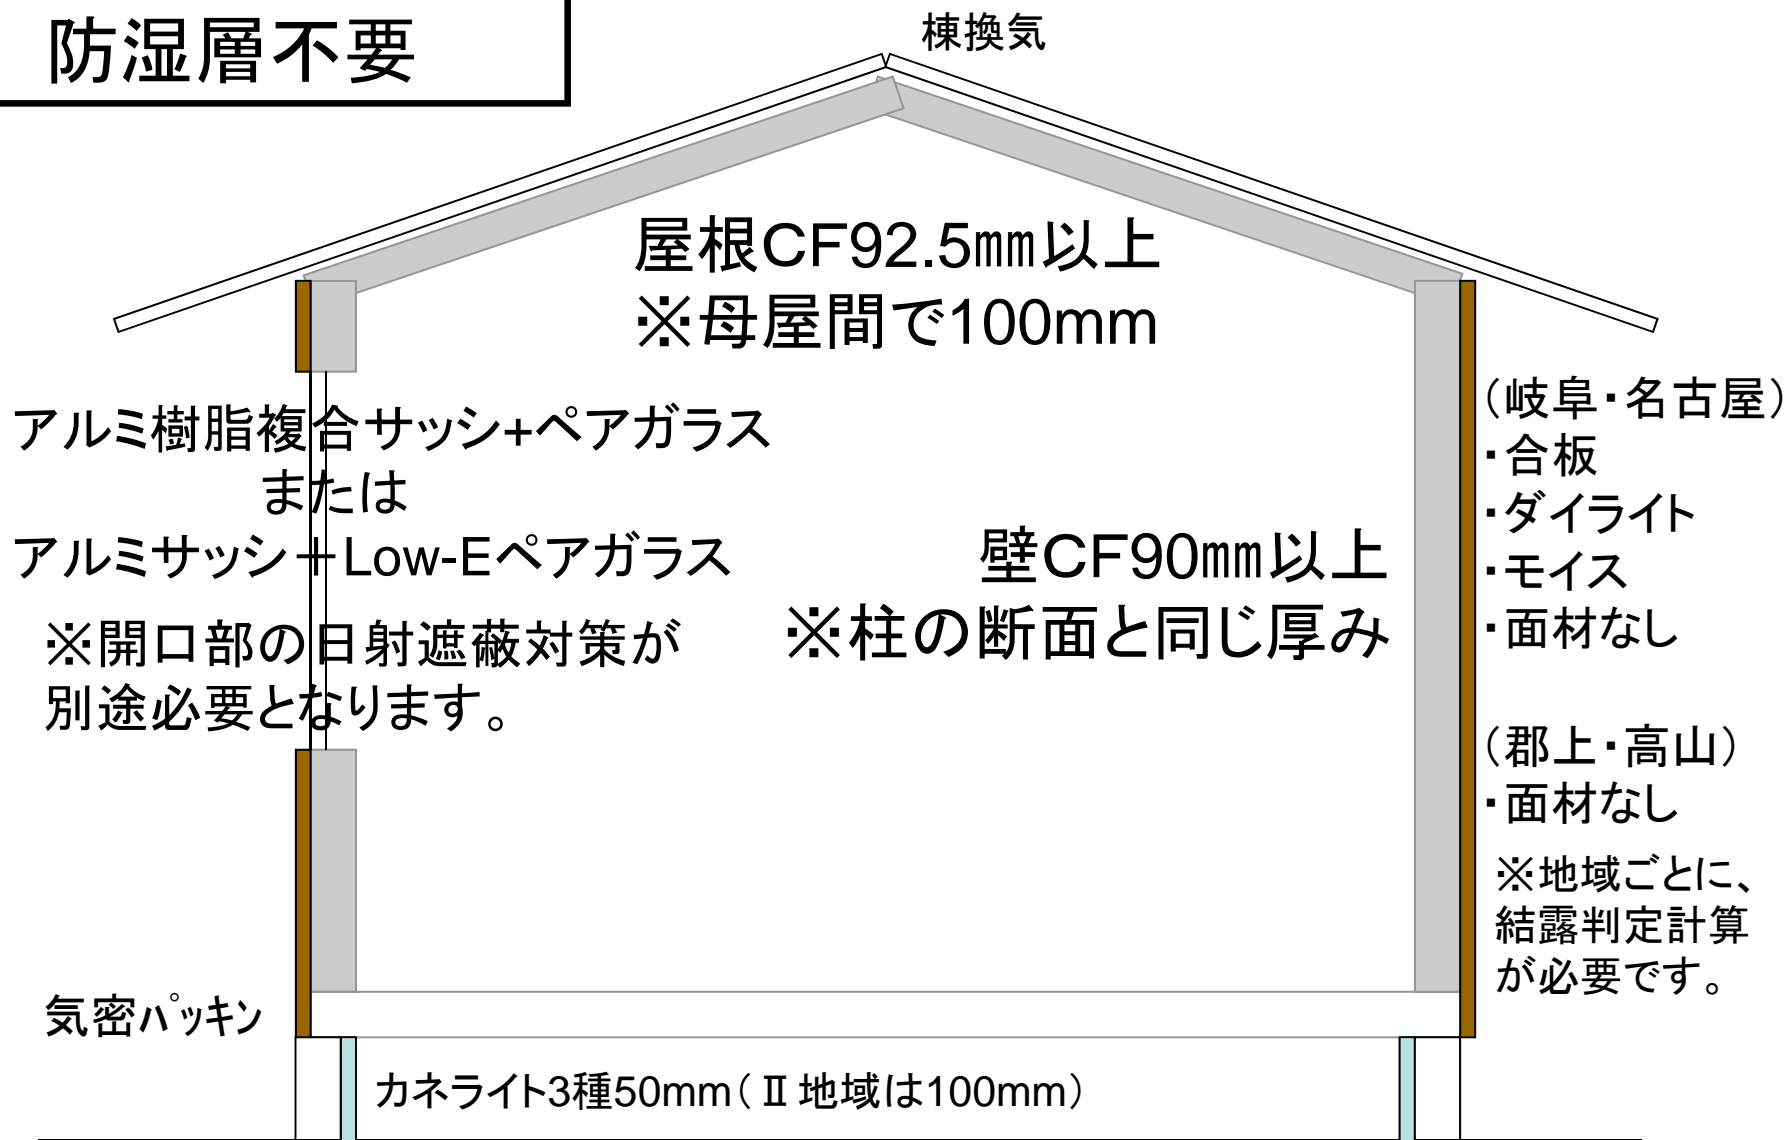 防湿層不要
棟換気
屋根CF92.5㎜以上
※母屋間で100mm
アルミ樹脂複合サッシ+ペアガラス
または
アルミサッシ＋Low-Eペアガラス
※開口部の日射遮蔽対策が
別途必要となります。
壁CF90㎜以上
※柱の断面と同じ厚み
（岐阜・名古屋）
・合板
・ダイライト
・モイス
・面材なし
（郡上・高山）
・面材なし
※地域ごとに、
結露判定計算
が必要です。
気密ﾊﾟｯｷﾝ
カネライト3種50mm（Ⅱ地域は100mm）